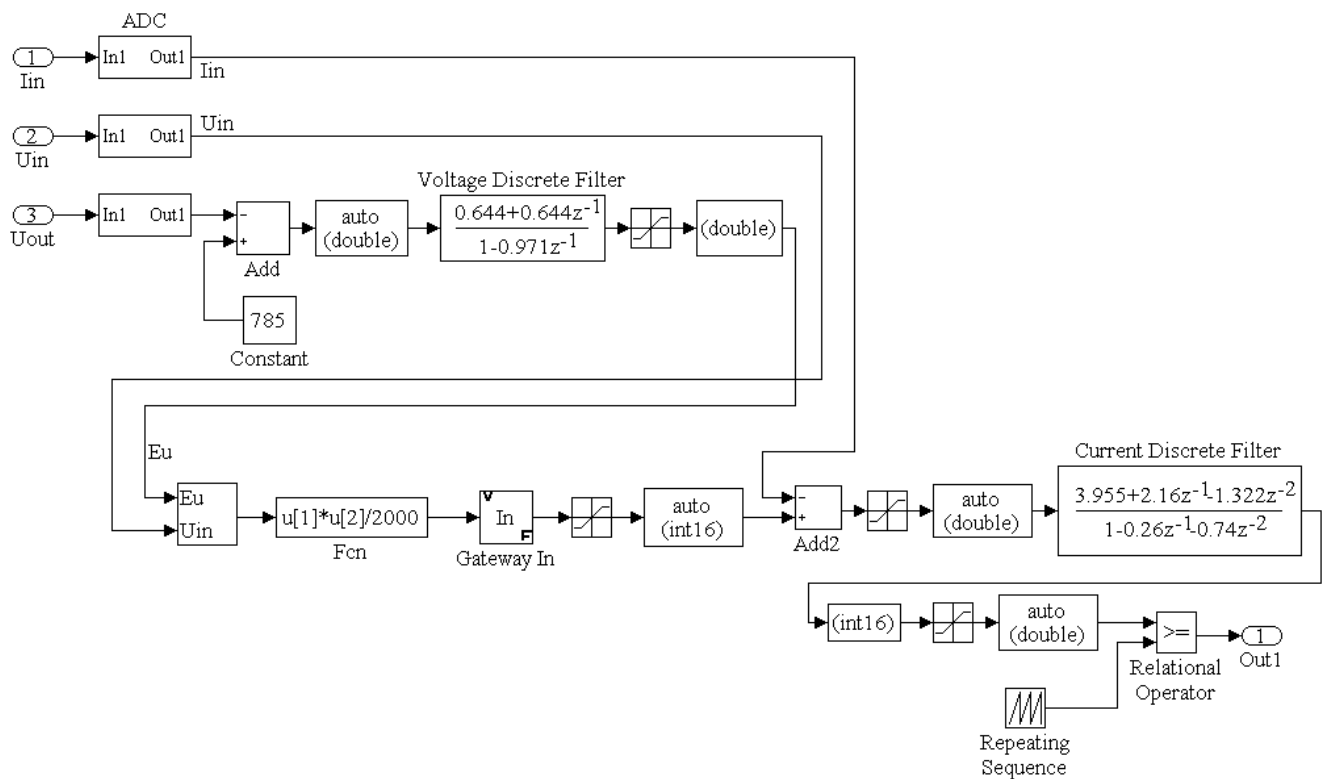 ADC
1
In1 Out1
Iin
Iin
2
In1 Out1
Uin
Uin
3
In1 Out1
Uout
−
+
Add
auto
(double)
Voltage Discrete Filter
0.644+0.644z-1
1-0.971z-1
(double)
785
Constant
Eu
Eu
Uin
u[1]*u[2]/2000
Fcn
V
In
F
Gateway In
auto
(int16)
−
+
Add2
auto
(double)
Current Discrete Filter
3.955+2.16z-1-1.322z-2
1-0.26z-1-0.74z-2
(int16)
auto
(double)
>=
Relational
Operator
1
Out1
Repeating
Sequence